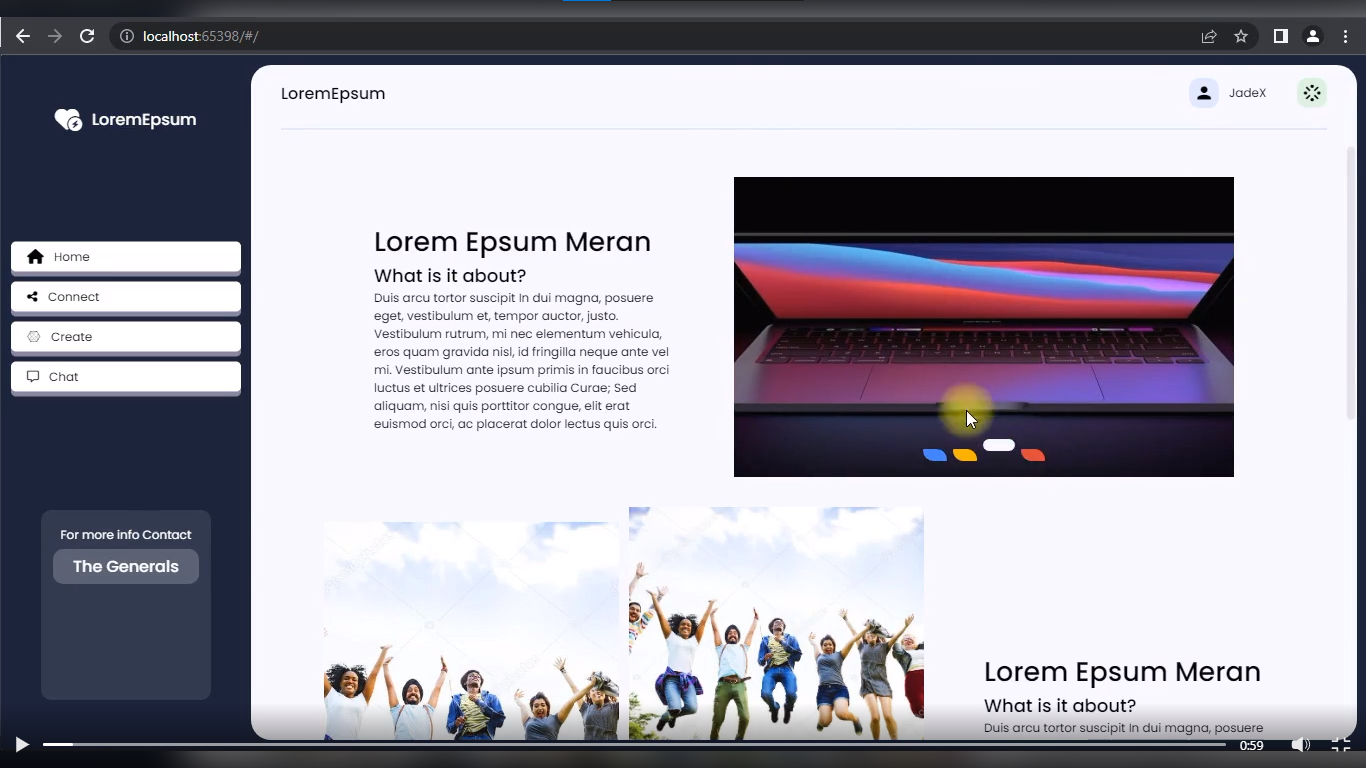 localhost:65398/#/
LoremEpsum
LoremEpsum
JadeX
Home
Connect
Create
Chat
For more info Contact
The Generals
Lorem Epsum Meran
What is it about?
Duis arcu tortor suscipit In dui magna, posuere
eget, vestibulum et, tempor auctor, justo.
Vestibulum rutrum, mi nec elementum vehicula,
eros quam gravida nisl, id fringilla neque ante vel
mi. Vestibulum ante ipsum primis in faucibus orci
luctus et ultrices posuere cubilia Curae; Sed
aliquam, nisi quis porttitor congue, elit erat
euismod orci, ac placerat dolor lectus quis orci.
Lorem Epsum Meran
What is it about?
Duis arcu tortor suscipit In dui magna, posuere
0:59